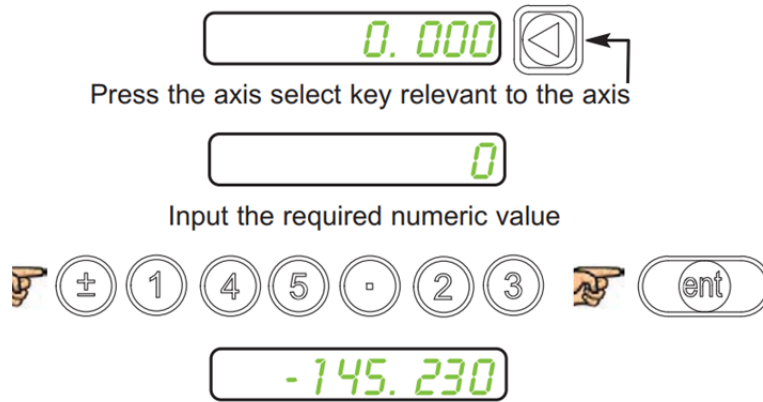 0. 000
Press the axis select key relevant to the axis
0
Input the required numeric value
± 1 4 5 . 2 3 ent
-145. 230